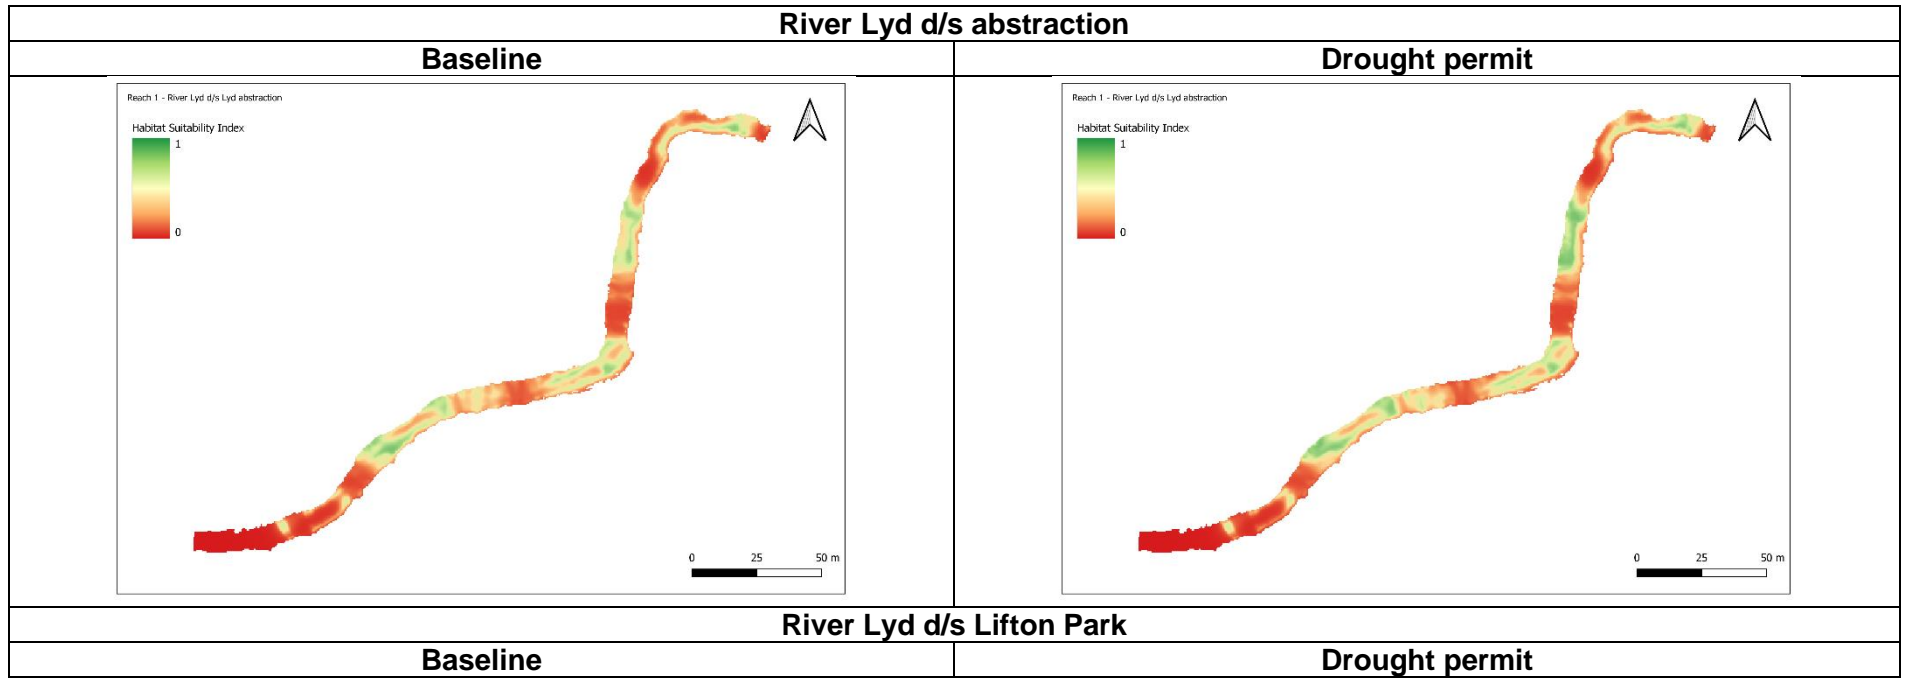 River Lyd d/s abstraction
Baseline
Drought permit
Reach 1 - River Lyd d/s Lyd abstraction
Habitat Suitability Index
1
0
0 25 50 m
Reach 1 - River Lyd d/s Lyd abstraction
Habitat Suitability Index
1
0
0 25 50 m
River Lyd d/s Lifton Park
Baseline
Drought permit